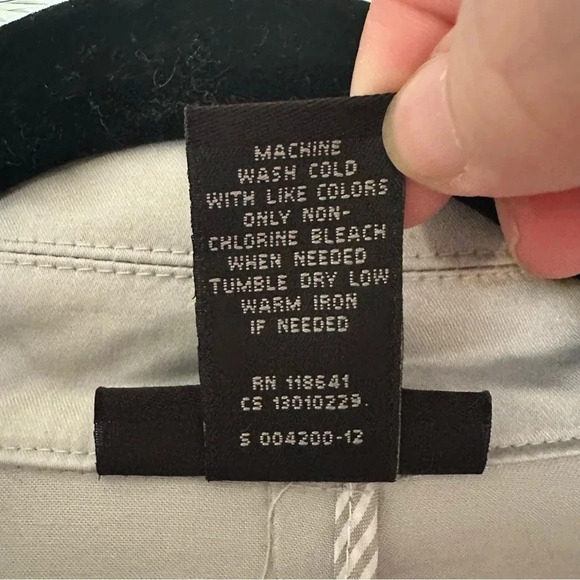 MACHINE
WASH COLD
WITH LIKE COLORS
ONLY NON-
CHLORINE BLEACH
WHEN NEEDED
TUMBLE DRY LOW
WARM IRON
IF NEEDED
RN 118641
CS 13010229.
S 004200-12